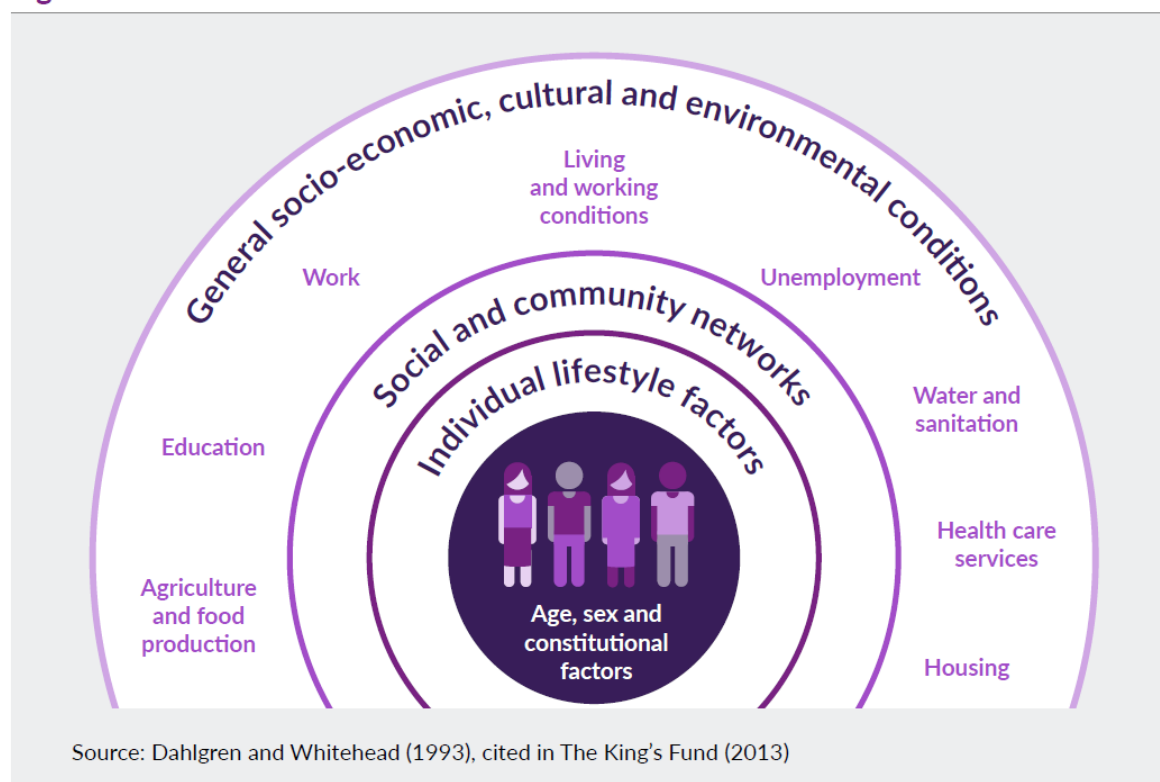 General socio-economic, cultural and environmental conditions
Living
and working
conditions
Work
Unemployment
Social and community networks
Individual lifestyle factors
Education
Water and
sanitation
Agriculture
and food
production
Health care
services
Housing
Age, sex and
constitutional
factors
Source: Dahlgren and Whitehead (1993), cited in The King’s Fund (2013)